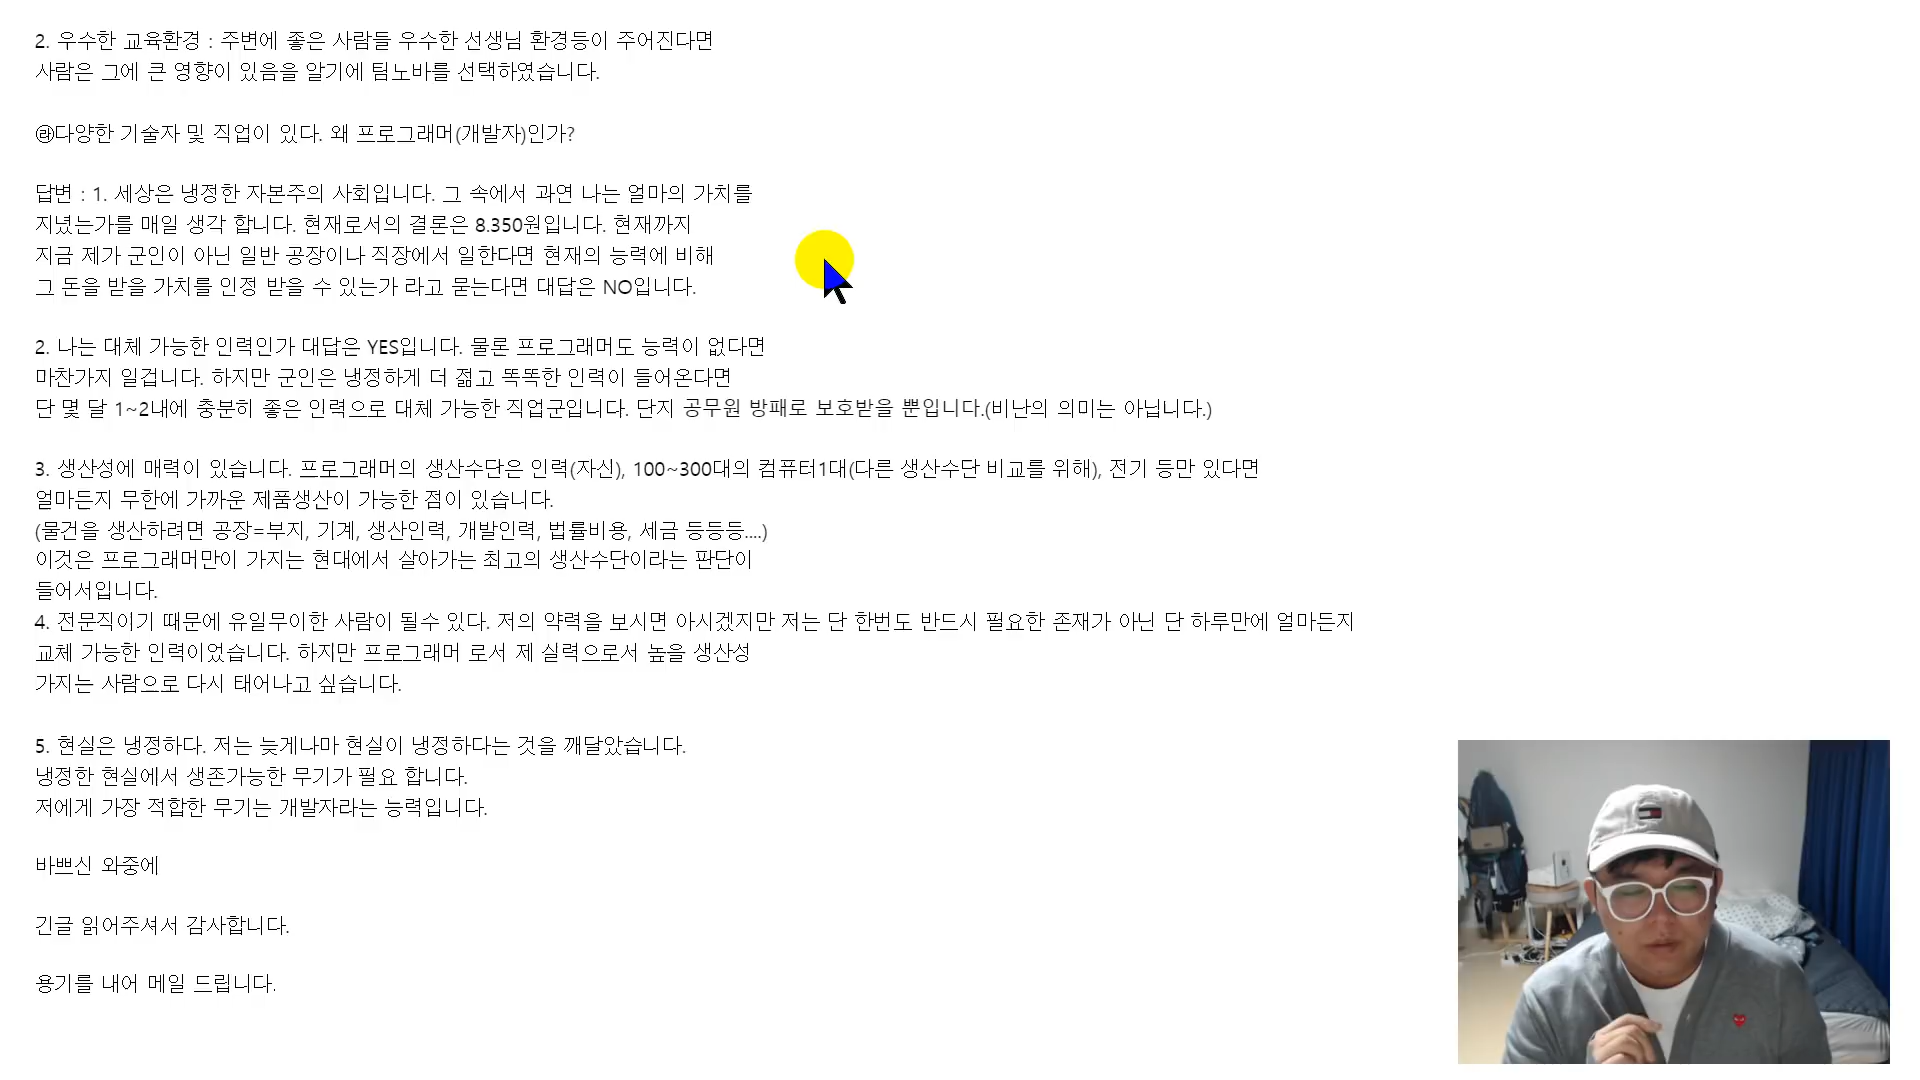 2. 우수한 교육환경 : 주변에 좋은 사람들 우수한 선생님 환경등이 주어진다면
사람은 그에 큰 영향이 있음을 알기에 팀노바를 선택하였습니다.
㉣다양한 기술자 및 직업이 있다. 왜 프로그래머(개발자)인가?
답변 : 1. 세상은 냉정한 자본주의 사회입니다. 그 속에서 과연 나는 얼마의 가치를
지녔는가를 매일 생각 합니다. 현재로서의 결론은 8.350원입니다. 현재까지
지금 제가 군인이 아닌 일반 공장이나 직장에서 일한다면 현재의 능력에 비해
그 돈을 받을 가치를 인정 받을 수 있는가 라고 묻는다면 대답은 NO입니다.
2. 나는 대체 가능한 인력인가 대답은 YES입니다. 물론 프로그래머도 능력이 없다면
마찬가지 일겁니다. 하지만 군인은 냉정하게 더 젊고 똑똑한 인력이 들어온다면
단 몇 달 1~2내에 충분히 좋은 인력으로 대체 가능한 직업군입니다. 단지 공무원 방패로 보호받을 뿐입니다.(비난의 의미는 아닙니다.)
3. 생산성에 매력이 있습니다. 프로그래머의 생산수단은 인력(자신), 100~300대의 컴퓨터1대(다른 생산수단 비교를 위해), 전기 등만 있다면
얼마든지 무한에 가까운 제품생산이 가능한 점이 있습니다.
(물건을 생산하려면 공장=부지, 기계, 생산인력, 개발인력, 법률비용, 세금 등등등....)
이것은 프로그래머만이 가지는 현대에서 살아가는 최고의 생산수단이라는 판단이
들어서입니다.
4. 전문직이기 때문에 유일무이한 사람이 될수 있다. 저의 약력을 보시면 아시겠지만 저는 단 한번도 반드시 필요한 존재가 아닌 단 하루만에 얼마든지
교체 가능한 인력이었습니다. 하지만 프로그래머 로서 제 실력으로서 높을 생산성
가지는 사람으로 다시 태어나고 싶습니다.
5. 현실은 냉정하다. 저는 늦게나마 현실이 냉정하다는 것을 깨달았습니다.
냉정한 현실에서 생존가능한 무기가 필요 합니다.
저에게 가장 적합한 무기는 개발자라는 능력입니다.
바쁘신 와중에
긴글 읽어주셔서 감사합니다.
용기를 내어 메일 드립니다.